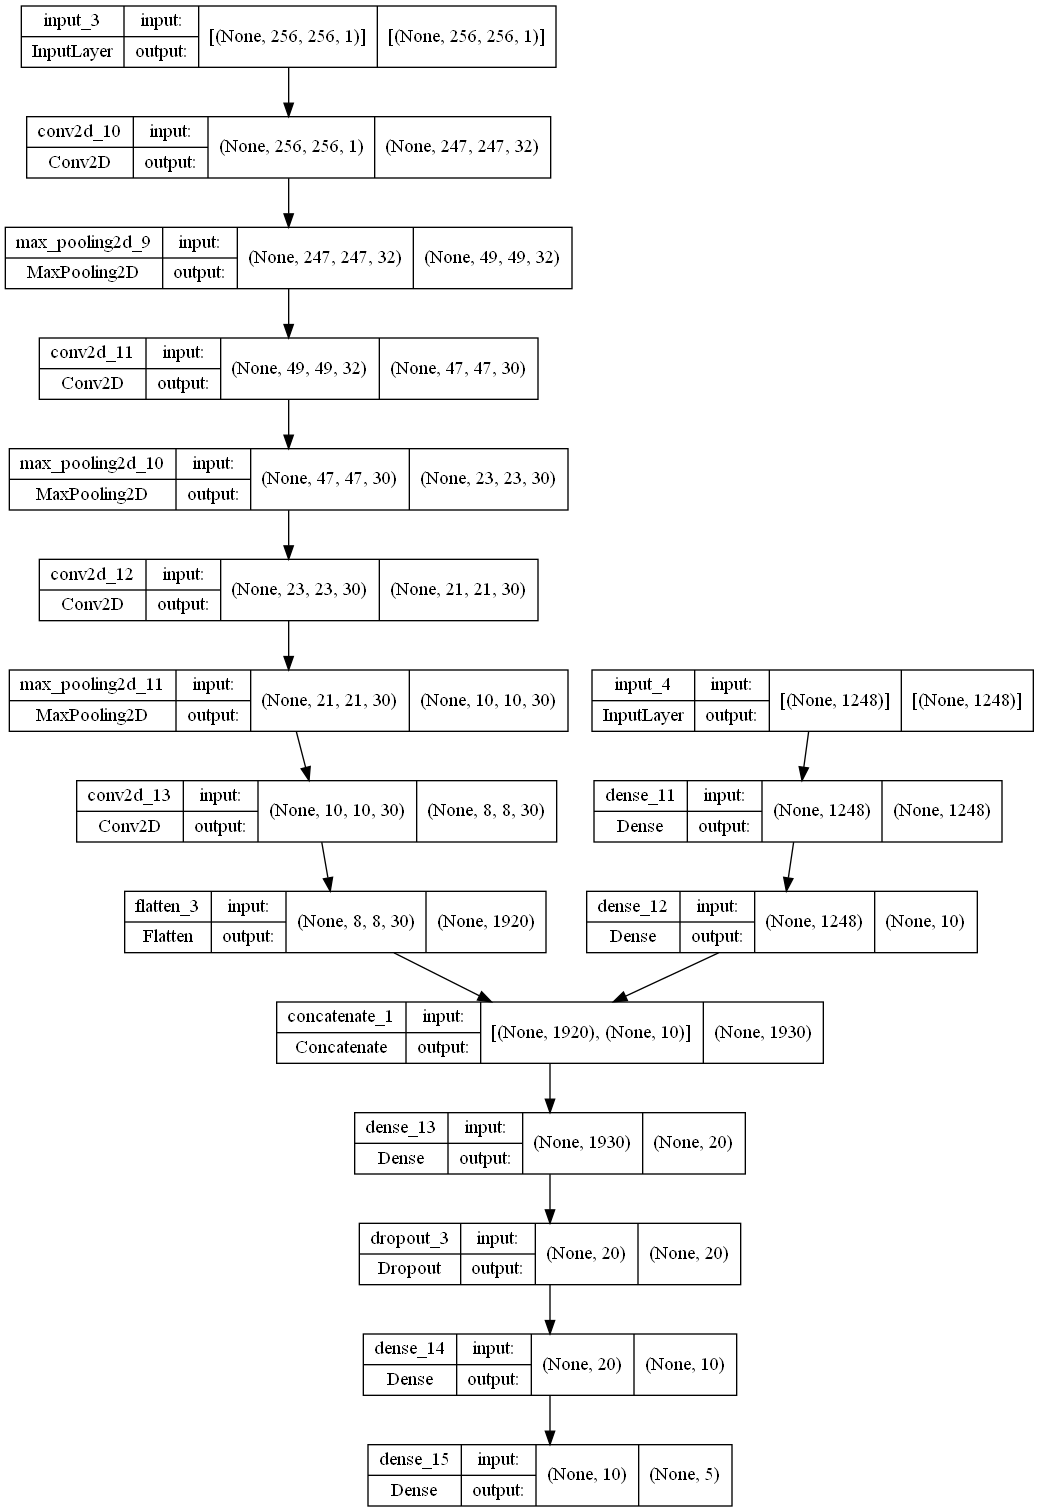 input_3 input: [(None, 256, 256, 1)] [(None, 256, 256, 1)]
InputLayer output:
conv2d_10 input: (None, 256, 256, 1) (None, 247, 247, 32)
Conv2D output:
max_pooling2d_9 input: (None, 247, 247, 32) (None, 49, 49, 32)
MaxPooling2D output:
conv2d_11 input: (None, 49, 49, 32) (None, 47, 47, 30)
Conv2D output:
max_pooling2d_10 input: (None, 47, 47, 30) (None, 23, 23, 30)
MaxPooling2D output:
conv2d_12 input: (None, 23, 23, 30) (None, 21, 21, 30)
Conv2D output:
max_pooling2d_11 input: (None, 21, 21, 30) (None, 10, 10, 30)
MaxPooling2D output:
input_4 input: [(None, 1248)] [(None, 1248)]
InputLayer output:
conv2d_13 input: (None, 10, 10, 30) (None, 8, 8, 30)
Conv2D output:
dense_11 input: (None, 1248) (None, 1248)
Dense output:
flatten_3 input: (None, 8, 8, 30) (None, 1920)
Flatten output:
dense_12 input: (None, 1248) (None, 10)
Dense output:
concatenate_1 input: [(None, 1920), (None, 10)] (None, 1930)
Concatenate output:
dense_13 input: (None, 1930) (None, 20)
Dense output:
dropout_3 input: (None, 20) (None, 20)
Dropout output:
dense_14 input: (None, 20) (None, 10)
Dense output:
dense_15 input: (None, 10) (None, 5)
Dense output: